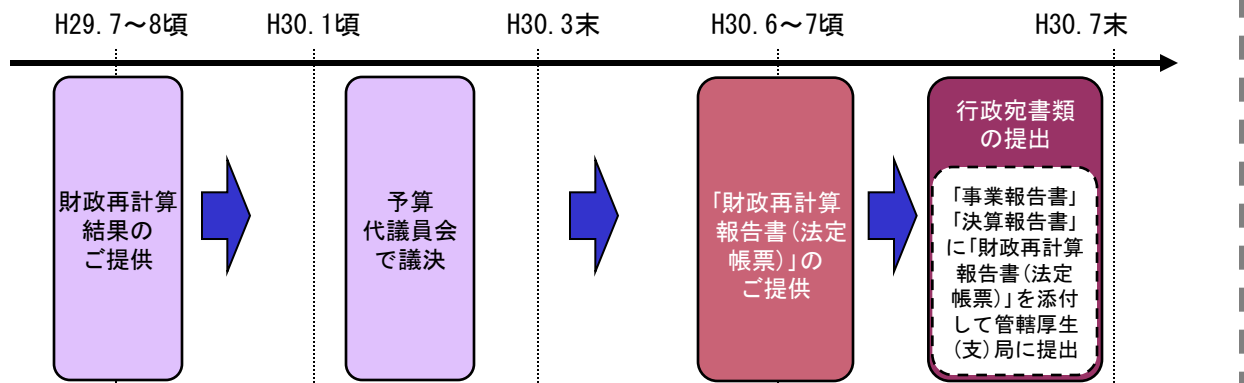 H29.7～8頃
H30.1頃
H30.3末
H30.6～7頃
H30.7末
財政再計算
結果の
ご提供
予算
代議員会
で議決
「財政再計算
報告書（法定
帳票）」の
ご提供
行政宛書類
の提出
「事業報告書」
「決算報告書」
に「財政再計算
報告書（法定
帳票）」を添付
して管轄厚生
（支）局に提出